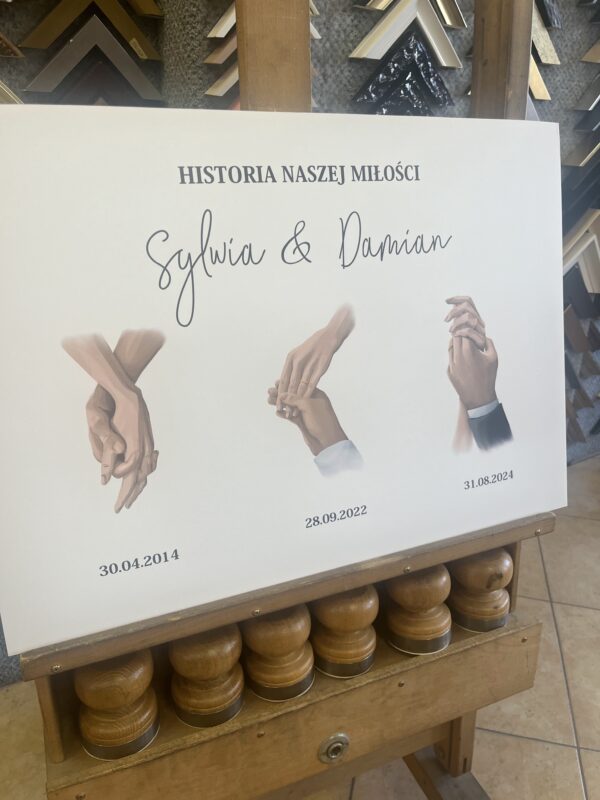 HISTORIA NASZEJ MIŁOŚCI
Sylwia & Damian
30.04.2014
28.09.2022
31.08.2024